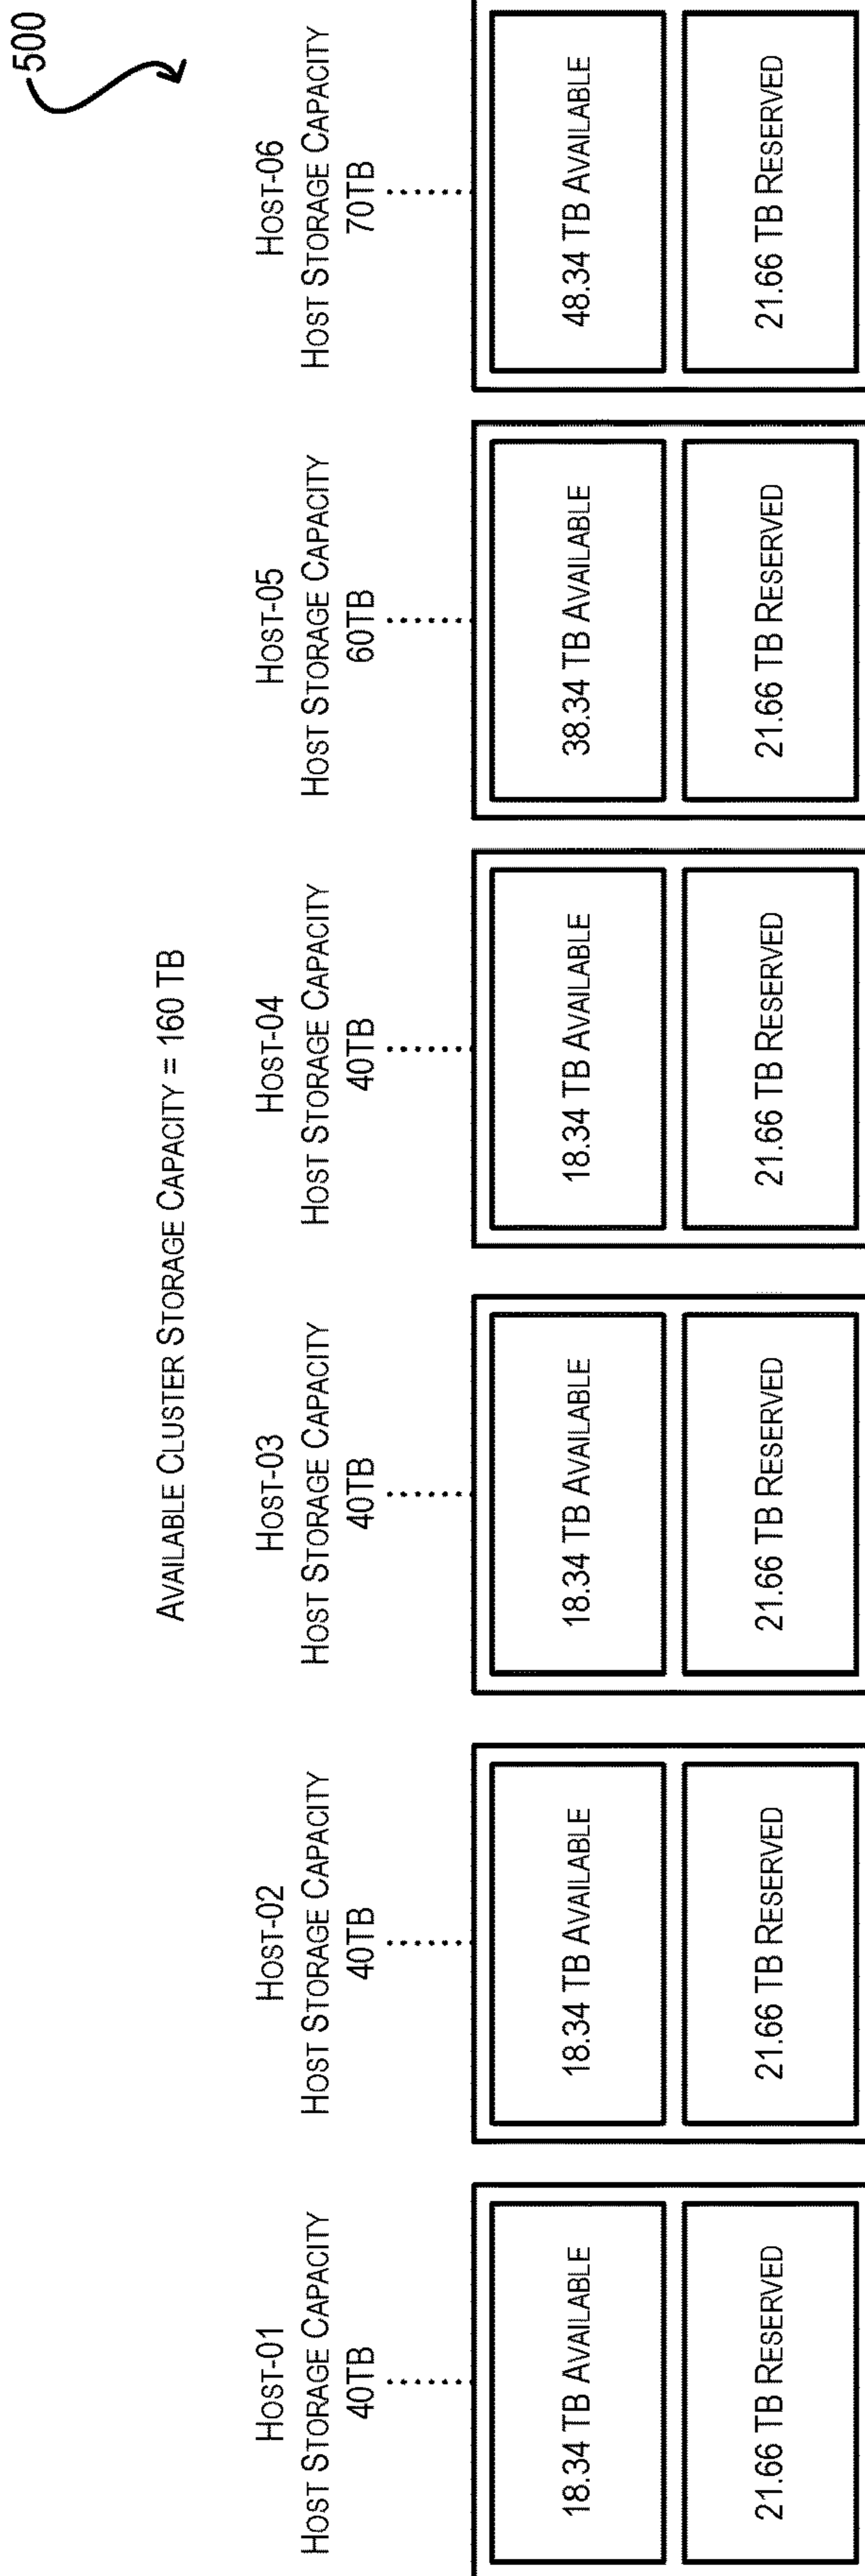 500
AVAILABLE CLUSTER STORAGE CAPACITY = 160 TB
HOST-01
HOST STORAGE CAPACITY
40TB
18.34 TB AVAILABLE
21.66 TB RESERVED
HOST-02
HOST STORAGE CAPACITY
40TB
18.34 TB AVAILABLE
21.66 TB RESERVED
HOST-03
HOST STORAGE CAPACITY
40TB
18.34 TB AVAILABLE
21.66 TB RESERVED
HOST-04
HOST STORAGE CAPACITY
40TB
18.34 TB AVAILABLE
21.66 TB RESERVED
HOST-05
HOST STORAGE CAPACITY
60TB
38.34 TB AVAILABLE
21.66 TB RESERVED
HOST-06
HOST STORAGE CAPACITY
70TB
48.34 TB AVAILABLE
21.66 TB RESERVED